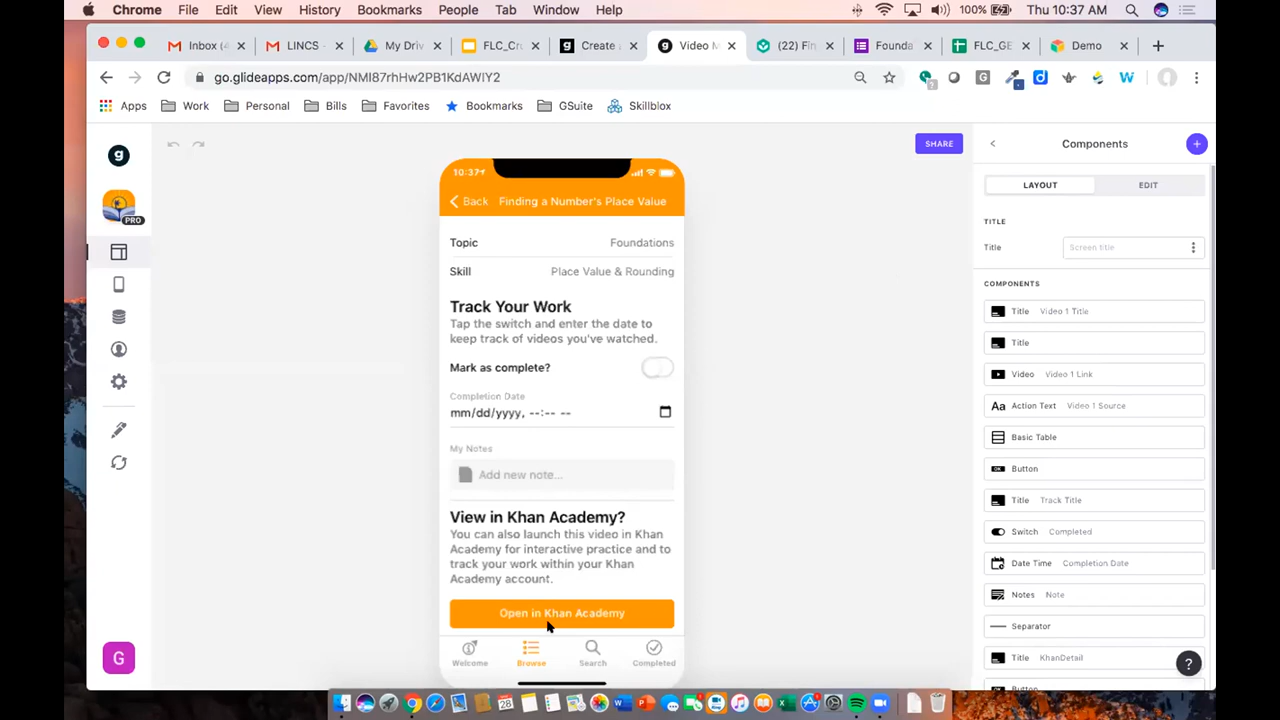 Chrome File Edit View History Bookmarks People Tab Window Help 100% Thu 10:37 AM
Inbox (4 LINCS - My Driv FLC_Cru Create Video M (22) Fin Founda FLC_GE Demo
go.glideapps.com/app/NMI87rhHw2PB1KdAWIY2
Apps Work Personal Bills Favorites Bookmarks GSuite Skillblox
SHARE
Components
10:37
Back Finding a Number's Place Value
PRO
LAYOUT EDIT
Topic Foundations
Skill Place Value & Rounding
Track Your Work
Tap the switch and enter the date to
keep track of videos you've watched.
Mark as complete?
Completion Date
mm/dd/yyyy, --:-- --
My Notes
Add new note...
View in Khan Academy?
You can also launch this video in Khan
Academy for interactive practice and to
track your work within your Khan
Academy account.
Open in Khan Academy
Welcome Browse Search Completed
TITLE
Title Screen title
COMPONENTS
Title Video 1 Title
Title
Video Video 1 Link
Aa Action Text Video 1 Source
Basic Table
OK Button
Title Track Title
Switch Completed
Date Time Completion Date
Notes Note
Separator
Title KhanDetail
Button
G
?